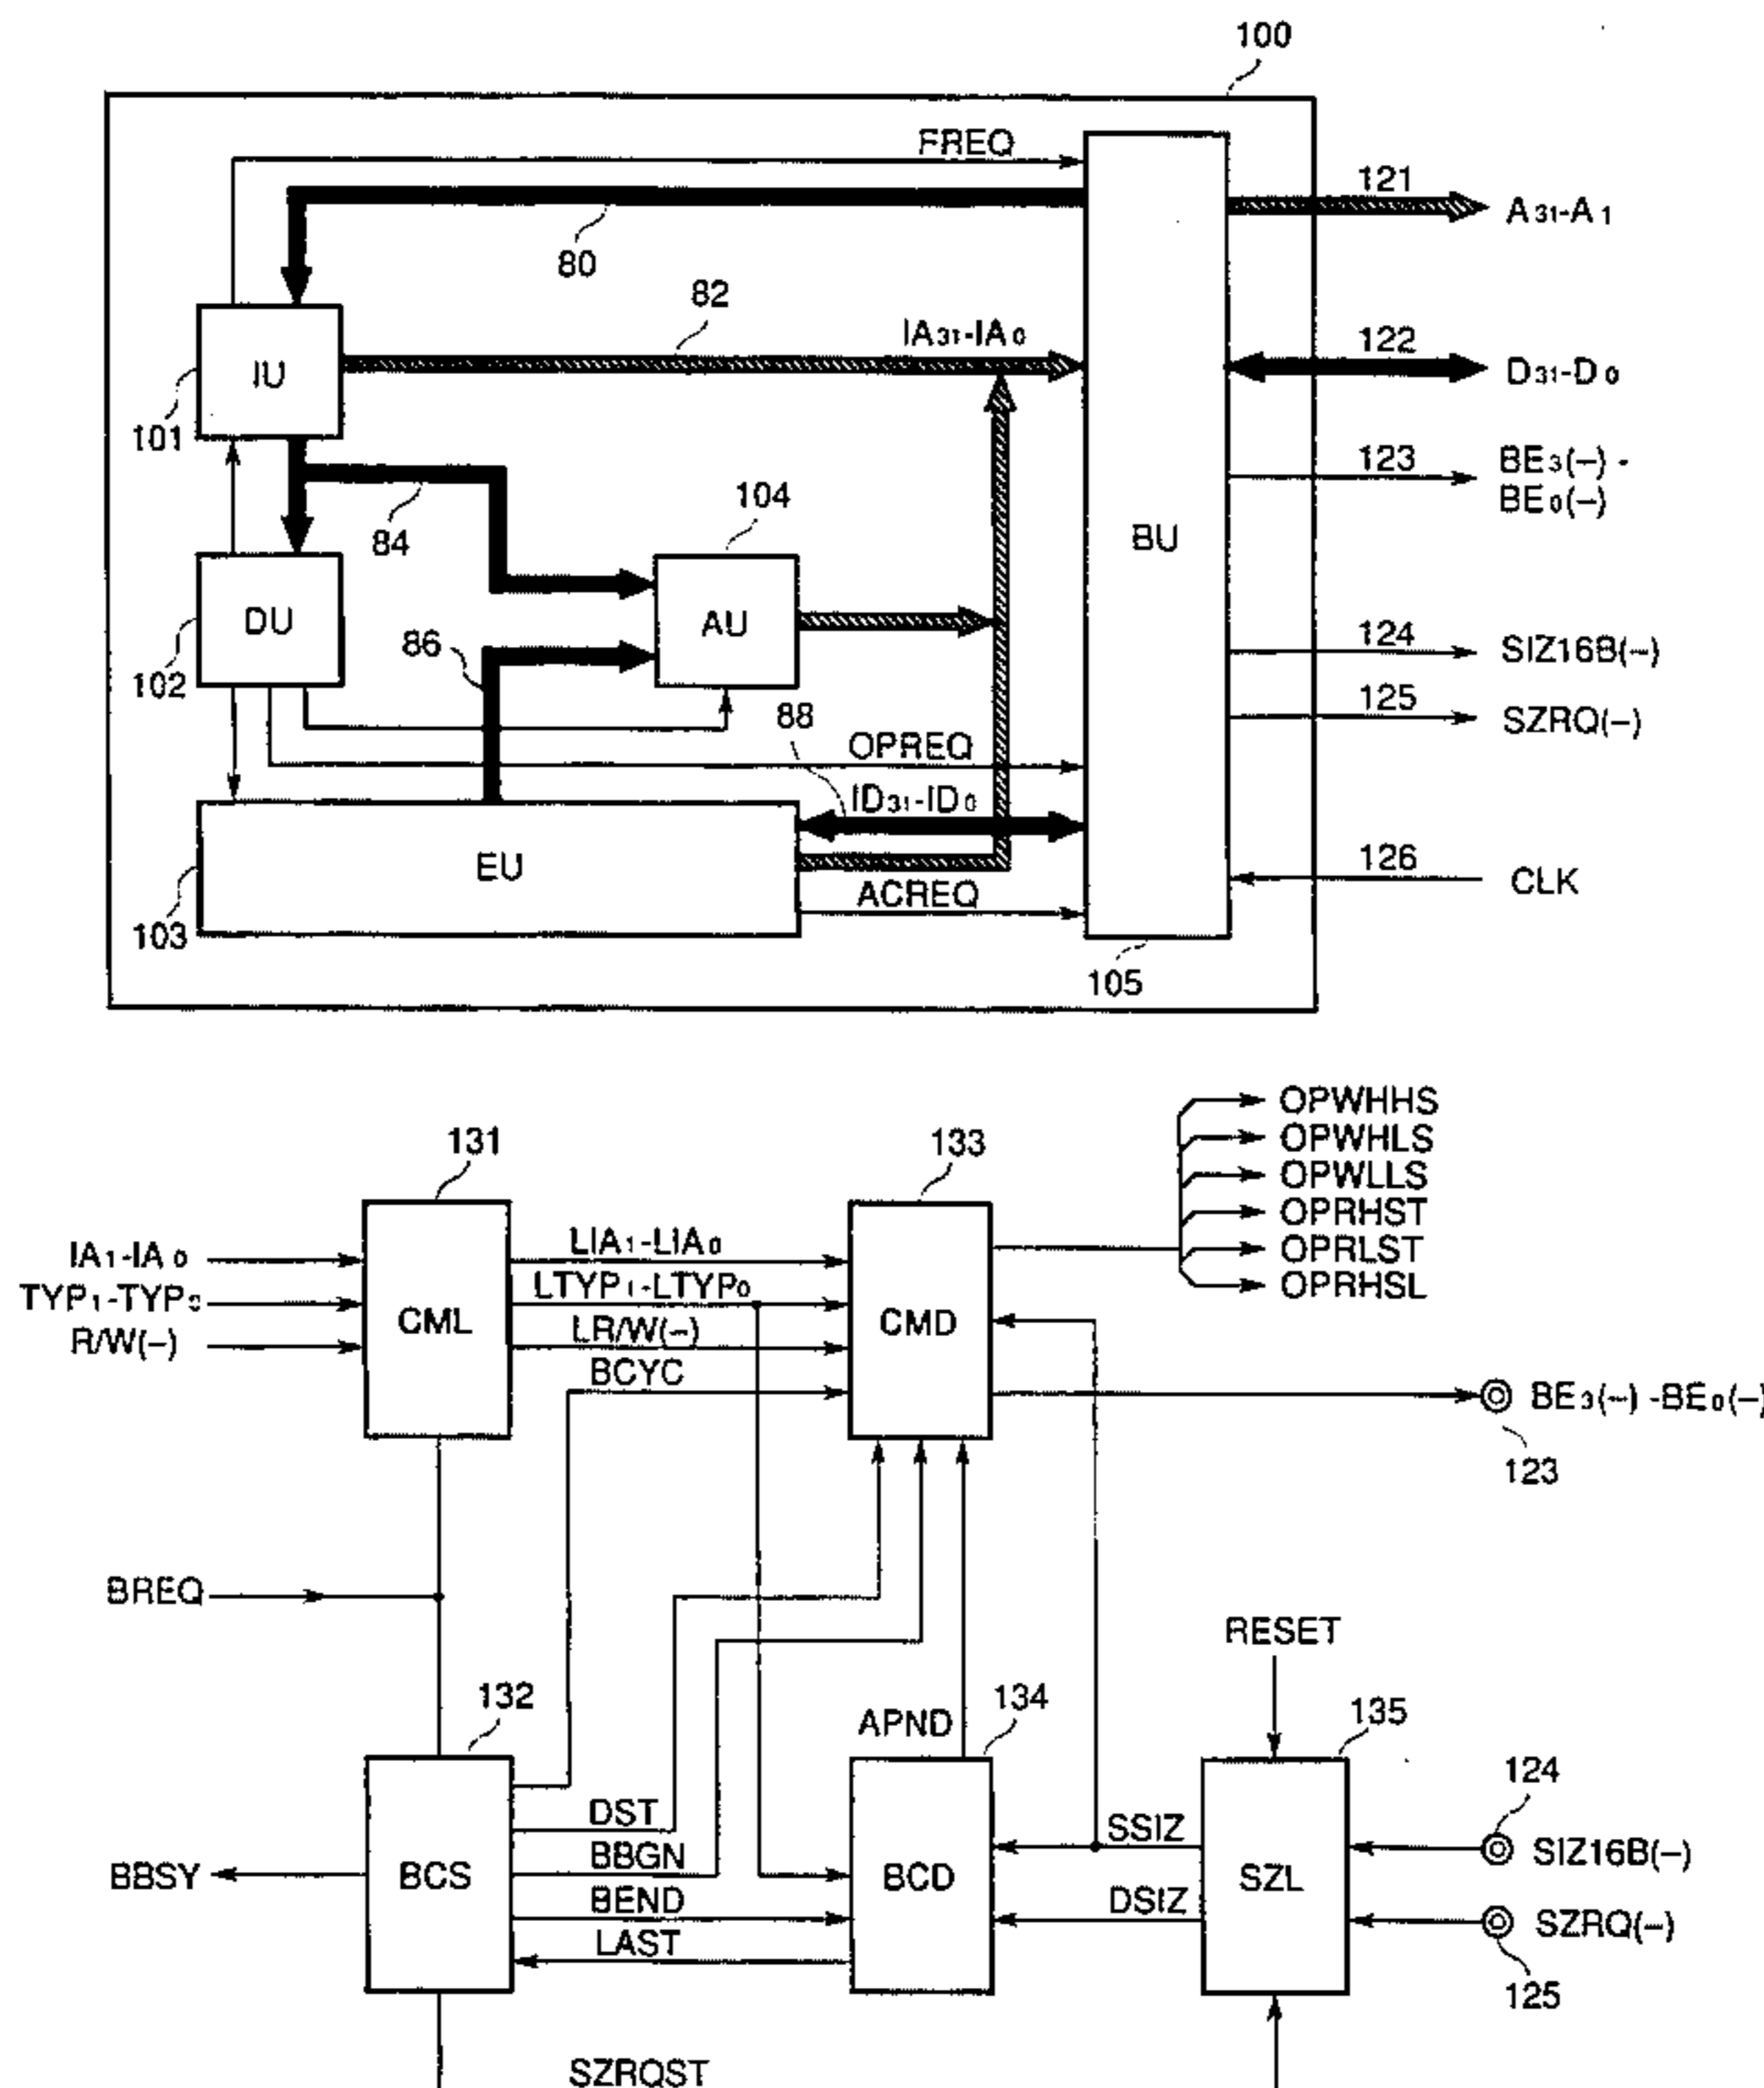 100
FREQ
121
A31-A1
80
82
IA31-IA0
122
D31-D0
IU
101
123
BE3(-) -
BE0(-)
104
84
BU
DU
AU
86
102
124
SIZ16B(-)
88
125
SZRQ(-)
OPREQ
ID31-ID0
EU
126
CLK
ACREQ
103
105
OPWHHS
131
133
OPWHLS
OPWLLS
OPRHST
IA1-IA0
LIA1-LIA0
OPRLST
TYP1-TYP0
LTYP1-LTYP0
OPRHSL
CML
CMD
R/W(-)
LR/W(-)
BCYC
BE3(-) -BE0(-)
123
BREQ
RESET
132
134
APND
135
124
DST
SSIZ
BBSY
BBGN
SIZ16B(-)
BCS
BCD
SZL
BEND
DSIZ
SZRQ(-)
LAST
125
SZRQST